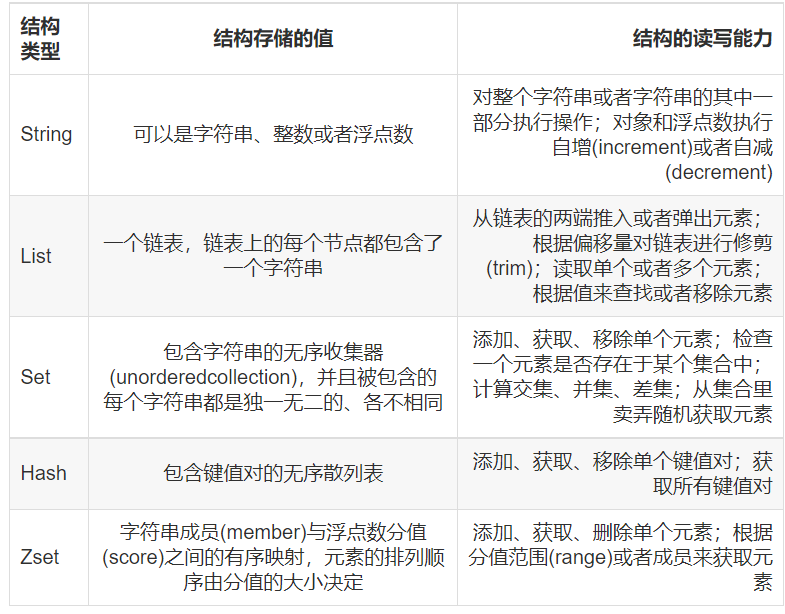 结构
类型
结构存储的值
结构的读写能力
String
可以是字符串、整数或者浮点数
对整个字符串或者字符串的其中一
部分执行操作；对象和浮点数执行
自增(increment)或者自减
(decrement)
List
一个链表，链表上的每个节点都包含了
一个字符串
从链表的两端推入或者弹出元素；
根据偏移量对链表进行修剪
(trim)；读取单个或者多个元素；
根据值来查找或者移除元素
Set
包含字符串的无序收集器
(unorderedcollection)，并且被包含的
每个字符串都是独一无二的、各不相同
添加、获取、移除单个元素；检查
一个元素是否存在于某个集合中；
计算交集、并集、差集；从集合里
卖弄随机获取元素
Hash
包含键值对的无序散列表
添加、获取、移除单个键值对；获
取所有键值对
Zset
字符串成员(member)与浮点数分值
(score)之间的有序映射，元素的排列顺
序由分值的大小决定
添加、获取、删除单个元素；根据
分值范围(range)或者成员来获取元
素